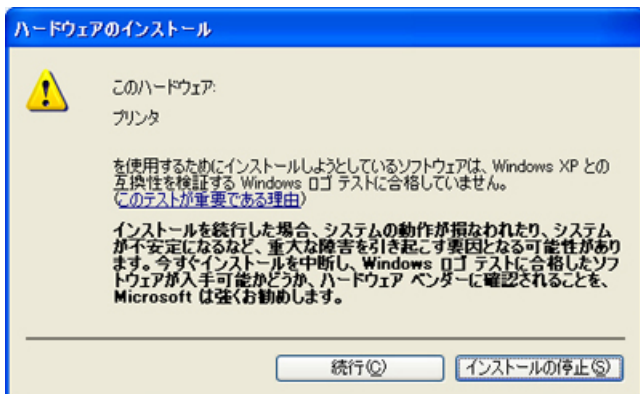 ハードウェアのインストール
このハードウェア:
プリンタ
を使用するためにインストールしようとしているソフトウェアは、Windows XP との
互換性を検証する Windows ロゴ テストに合格していません。
(このテストが重要である理由)
インストールを続行した場合、システムの動作が損なわれたり、システム
が不安定になるなど、重大な障害を引き起こす要因となる可能性があり
ます。今すぐインストールを中断し、Windows ロゴ テストに合格したソフ
トウェアが入手可能かどうか、ハードウェア ベンダーに確認されることを、
Microsoft は強くお勧めします。
続行(C)
インストールの停止(S)